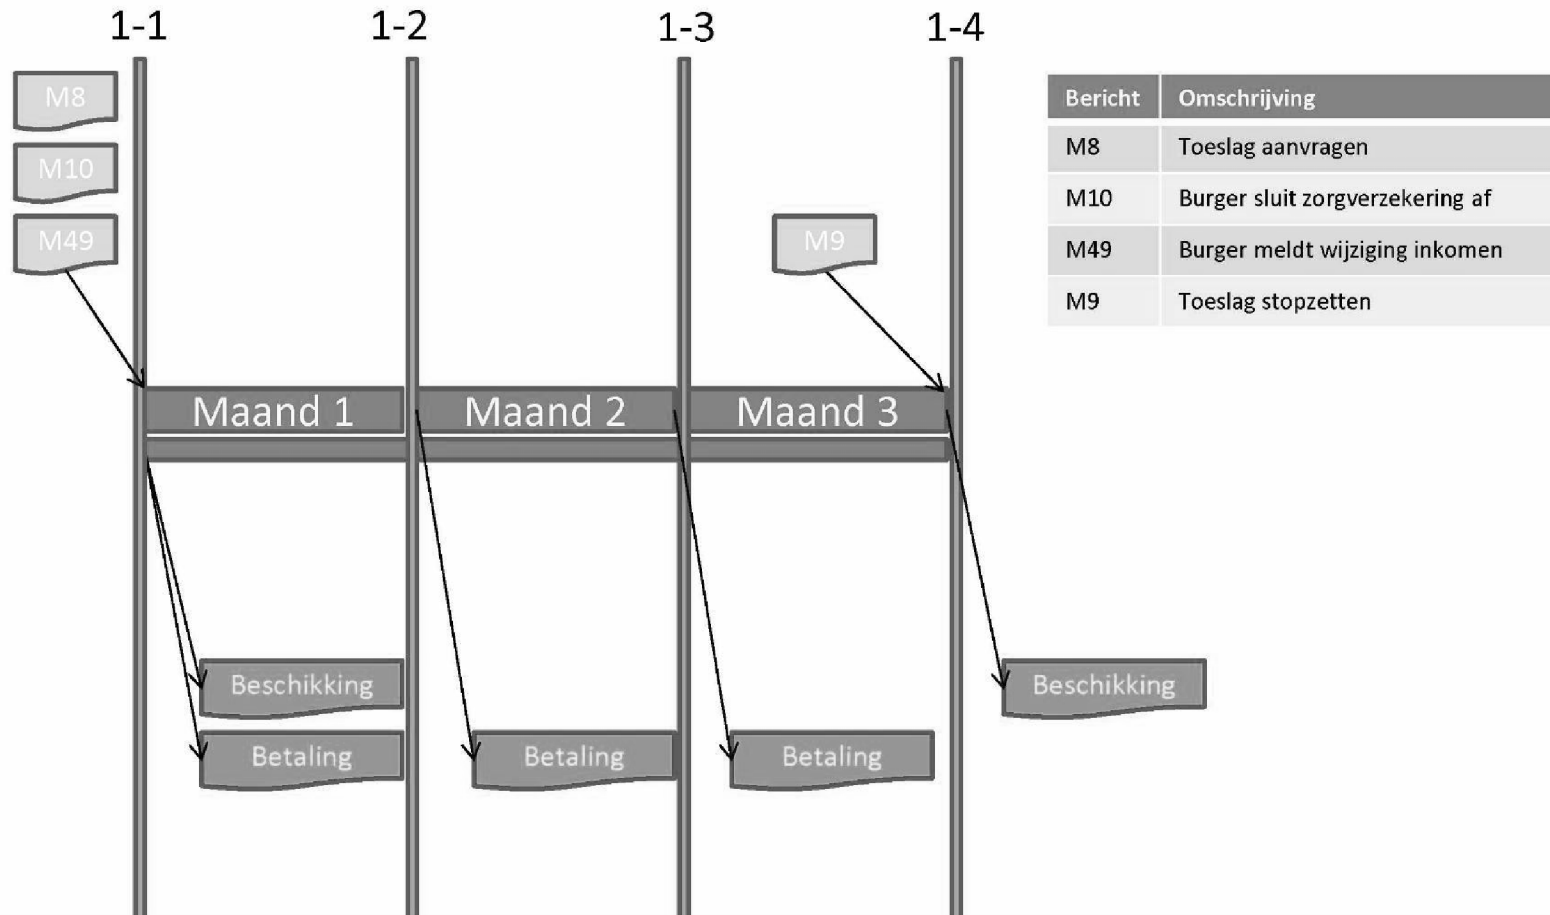 1-1 1-2 1-3 1-4
M8
M10
M49
M9
Bericht Omschrijving
M8 Toeslag aanvragen
M10 Burger sluit zorgverzekering af
M49 Burger meldt wijziging inkomen
M9 Toeslag stopzetten
Maand 1 Maand 2 Maand 3
Beschikking Beschikking
Betaling Betaling Betaling